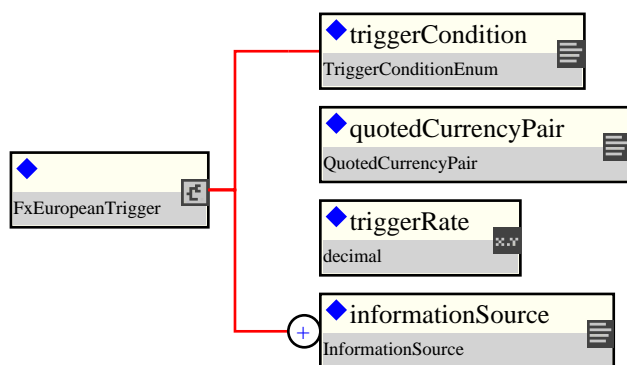 triggerCondition
TriggerConditionEnum
quotedCurrencyPair
QuotedCurrencyPair
FxEuropeanTrigger
triggerRate
x.Y
decimal
informationSource
+
InformationSource